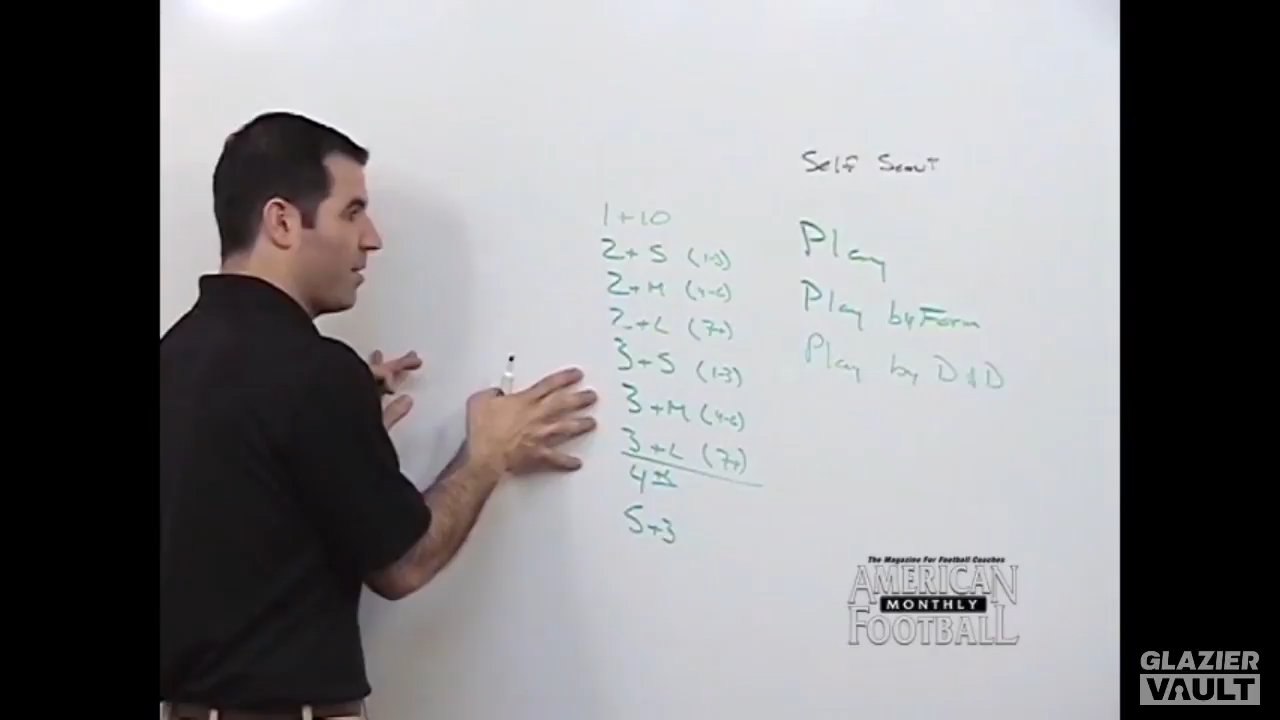 Self Scout
1+10
2+S (1-3)
2+M (4-6)
2+L (7+)
3+S (1-3)
3+M (4-6)
3+L (7+)
4th
5+3
Play
Play by Form
Play by D&D
The Magazine For Football Coaches
AMERICAN
MONTHLY
FOOTBALL
GLAZIER
VAULT